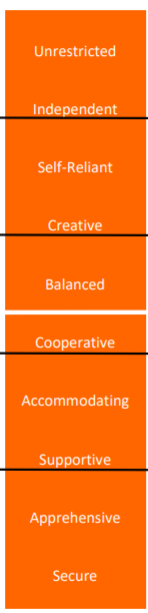 Unrestricted
Independent
Self-Reliant
Creative
Balanced
Cooperative
Accommodating
Supportive
Apprehensive
Secure